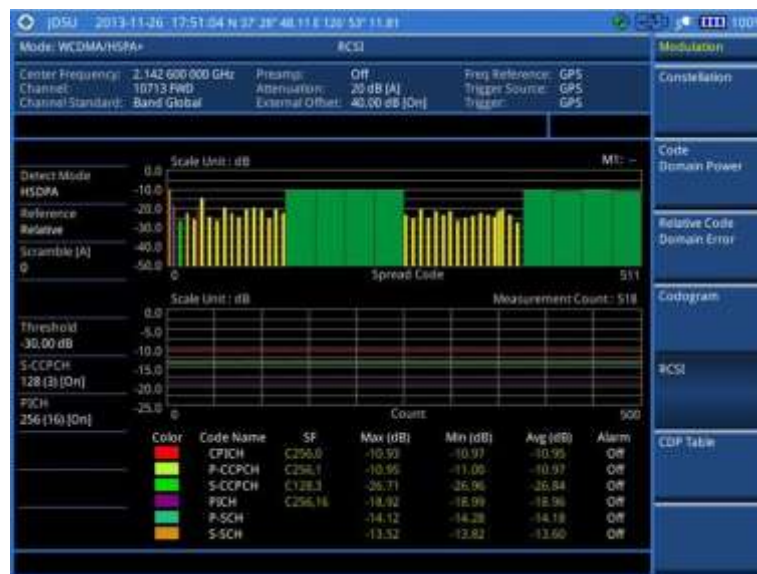 JDSU 2013-11-26 17:51:04 N 37° 28" 48.11 E 126' 53" 11.81 100%
Mode: WCDMA/HSPA+ RCSI Modulation
Center Frequency: 2.142 600 000 GHz Preamp: Off Freq Reference: GPS
Channel: 10713 FWD Attenuation: 20 dB [A] Trigger Source: GPS
Channel Standard: Band Global External Offset: 40.00 dB [On] Trigger: GPS
Constellation
Code
Domain Power
Scale Unit : dB M1: --
Detect Mode
HSDPA
Reference
Relative
Scramble [A]
0
0.0
-10.0
-20.0
-30.0
-40.0
-50.0
0 Spread Code 511
Relative Code
Domain Error
Codogram
Scale Unit : dB Measurement Count : 518
Threshold
-30.00 dB
S-CCPCH
128 (3) [On]
PICH
256 (16) [On]
0.0
-5.0
-10.0
-15.0
-20.0
-25.0
0 Count 500
RCSI
CDP Table
Color Code Name SF Max (dB) Min (dB) Avg (dB) Alarm
CPICH C256,0 -10.93 -10.97 -10.95 Off
P-CCPCH C256,1 -10.95 -11.00 -10.97 Off
S-CCPCH C128,3 -26.71 -26.96 -26.84 Off
PICH C256,16 -18.92 -18.99 -18.96 Off
P-SCH -14.12 -14.28 -14.18 Off
S-SCH -13.52 -13.82 -13.60 Off